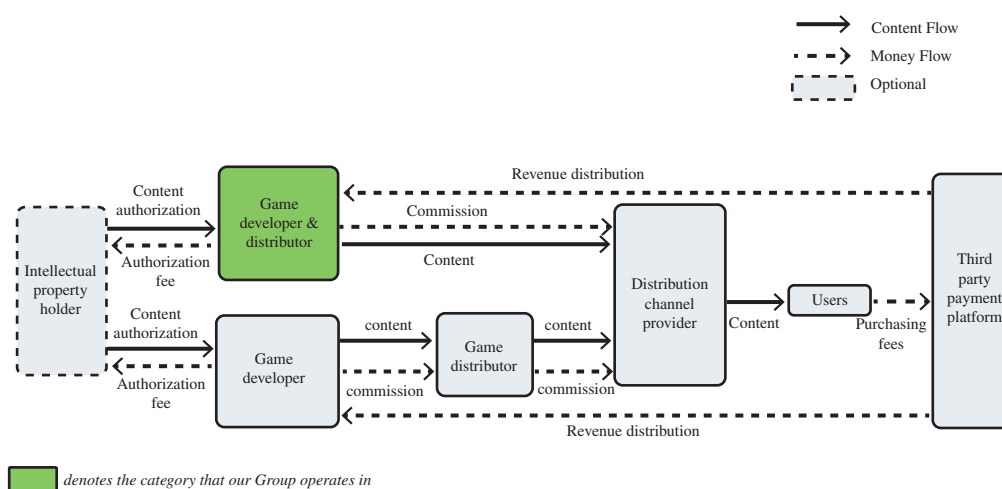 Content Flow
Money Flow
Optional
Revenue distribution
Content
authorization
Game
developer &
distributor
Commission
Content
Authorization
fee
Intellectual
property
holder
Third
party
payment
platform
Distribution
channel
provider
Users
Content
Purchasing
fees
Content
authorization
content
content
Game
distributor
Game
developer
Authorization
fee
commission
commission
Revenue distribution
denotes the category that our Group operates in